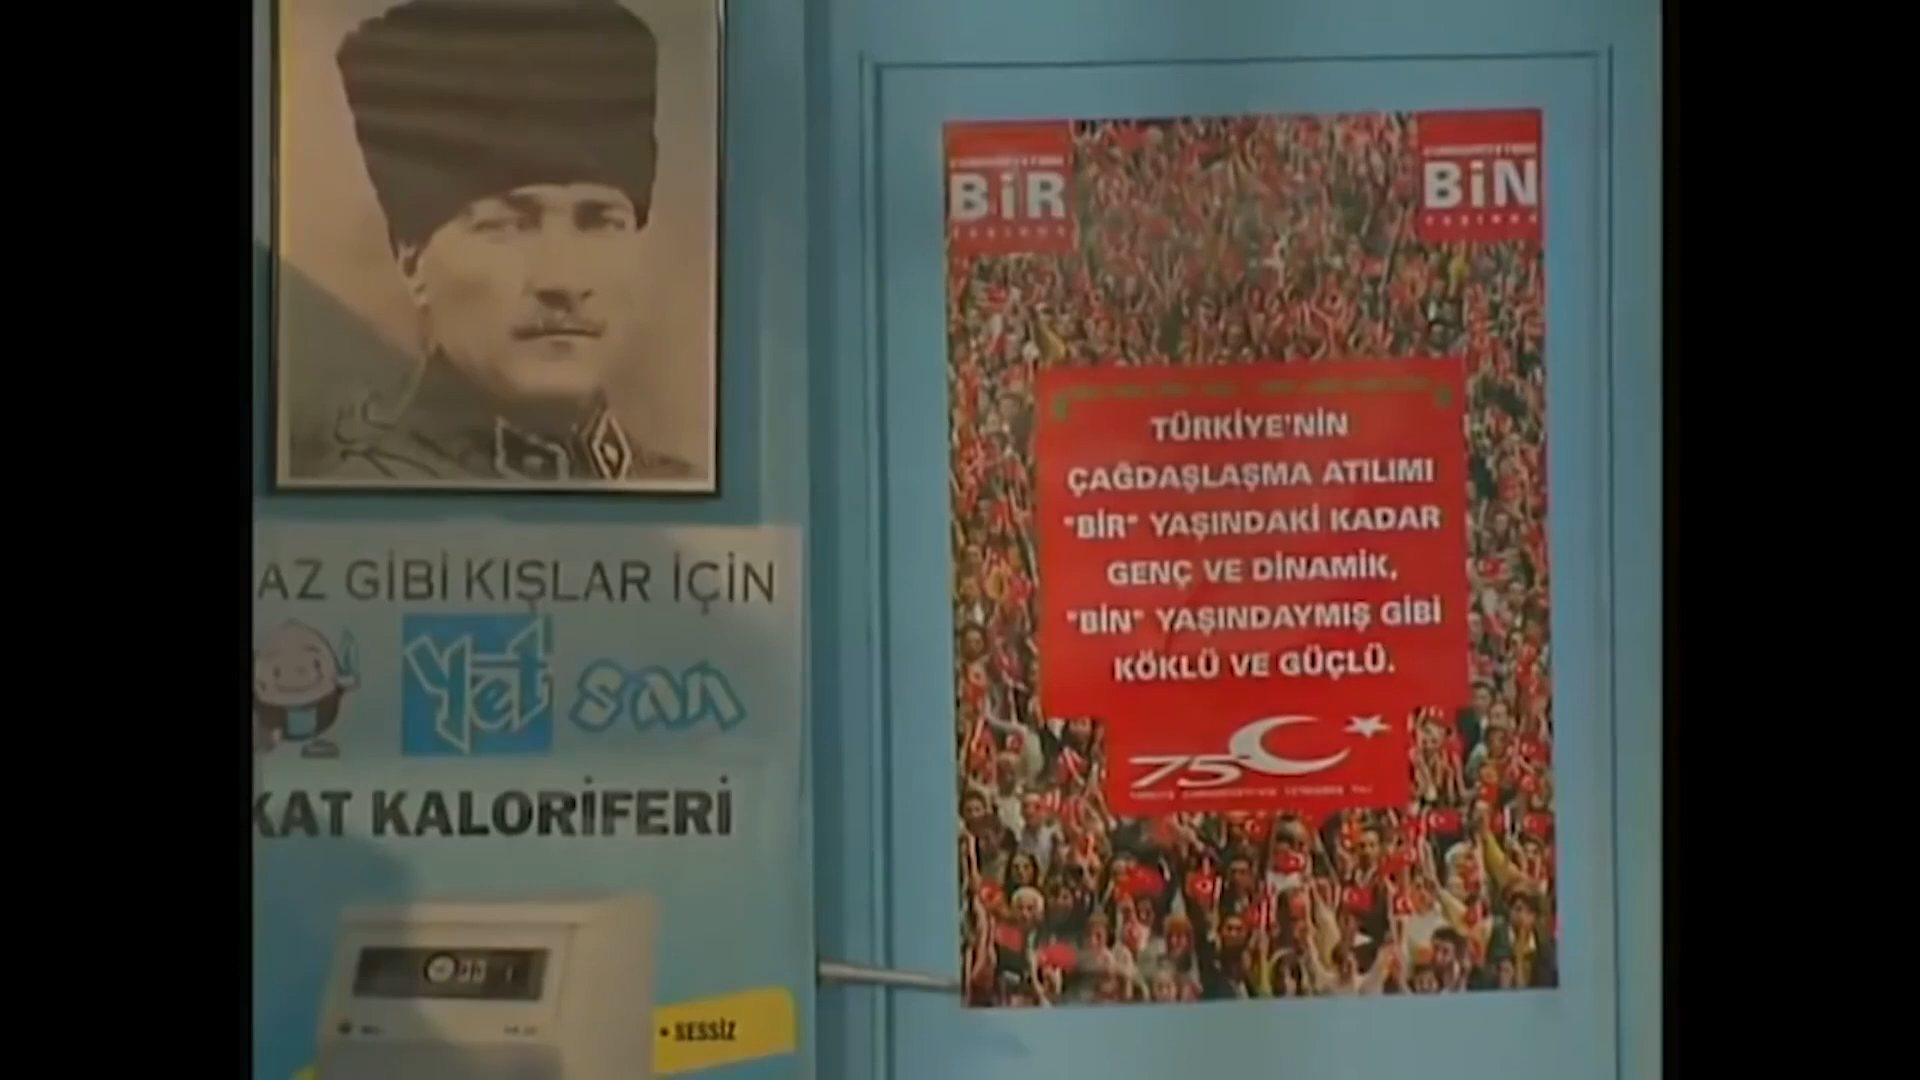 AZ GİBİ KIŞLAR İÇİN
Yet san
KAT KALORİFERİ
• SESSİZ
BİR
BİN
TÜRKİYE'NİN
ÇAĞDAŞLAŞMA ATILIMI
"BİR" YAŞINDAKİ KADAR
GENÇ VE DİNAMİK,
"BİN" YAŞINDAYMIŞ GİBİ
KÖKLÜ VE GÜÇLÜ.
75